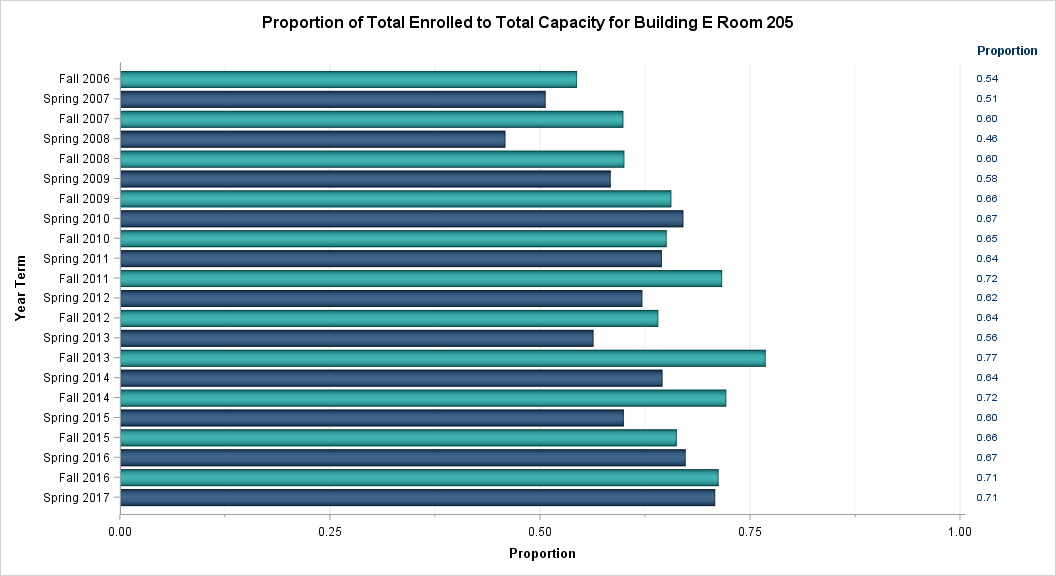 Proportion of Total Enrolled to Total Capacity for Building E Room 205
Proportion
Fall 2006 0.54
Spring 2007 0.51
Fall 2007 0.60
Spring 2008 0.46
Fall 2008 0.60
Spring 2009 0.58
Fall 2009 0.66
Spring 2010 0.67
Fall 2010 0.65
Spring 2011 0.64
Fall 2011 0.72
Spring 2012 0.62
Fall 2012 0.64
Spring 2013 0.56
Fall 2013 0.77
Spring 2014 0.64
Fall 2014 0.72
Spring 2015 0.60
Fall 2015 0.66
Spring 2016 0.67
Fall 2016 0.71
Spring 2017 0.71
Year Term
0.00 0.25 0.50 0.75 1.00
Proportion